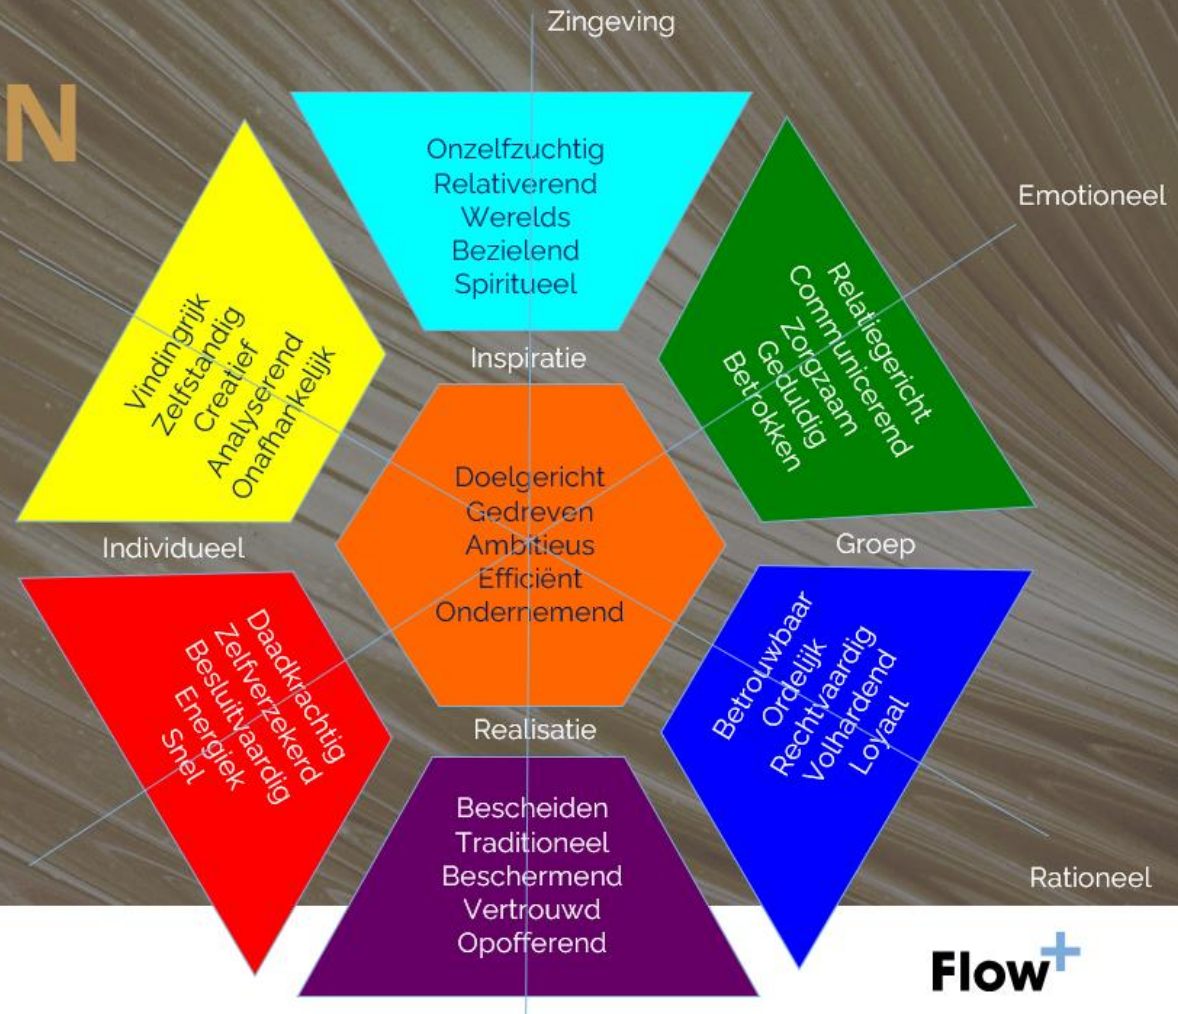 Zingeving
N
Onzelfzuchtig
Relativerend
Werelds
Bezielend
Spiritueel
Emotioneel
Vindingrijk
Zelfstandig
Creatief
Analyserend
Onafhankelijk
Relatiegericht
Communicerend
Zorgzaam
Geduldig
Betrokken
Inspiratie
Doelgericht
Gedreven
Ambitieus
Efficiënt
Ondernemend
Individueel
Groep
Daadkrachtig
Zelfverzekerd
Besluitvaardig
Energiek
Snel
Betrouwbaar
Ordelijk
Rechtvaardig
Volhardend
Loyaal
Realisatie
Bescheiden
Traditioneel
Beschermend
Vertrouwd
Opofferend
Rationeel
Flow+